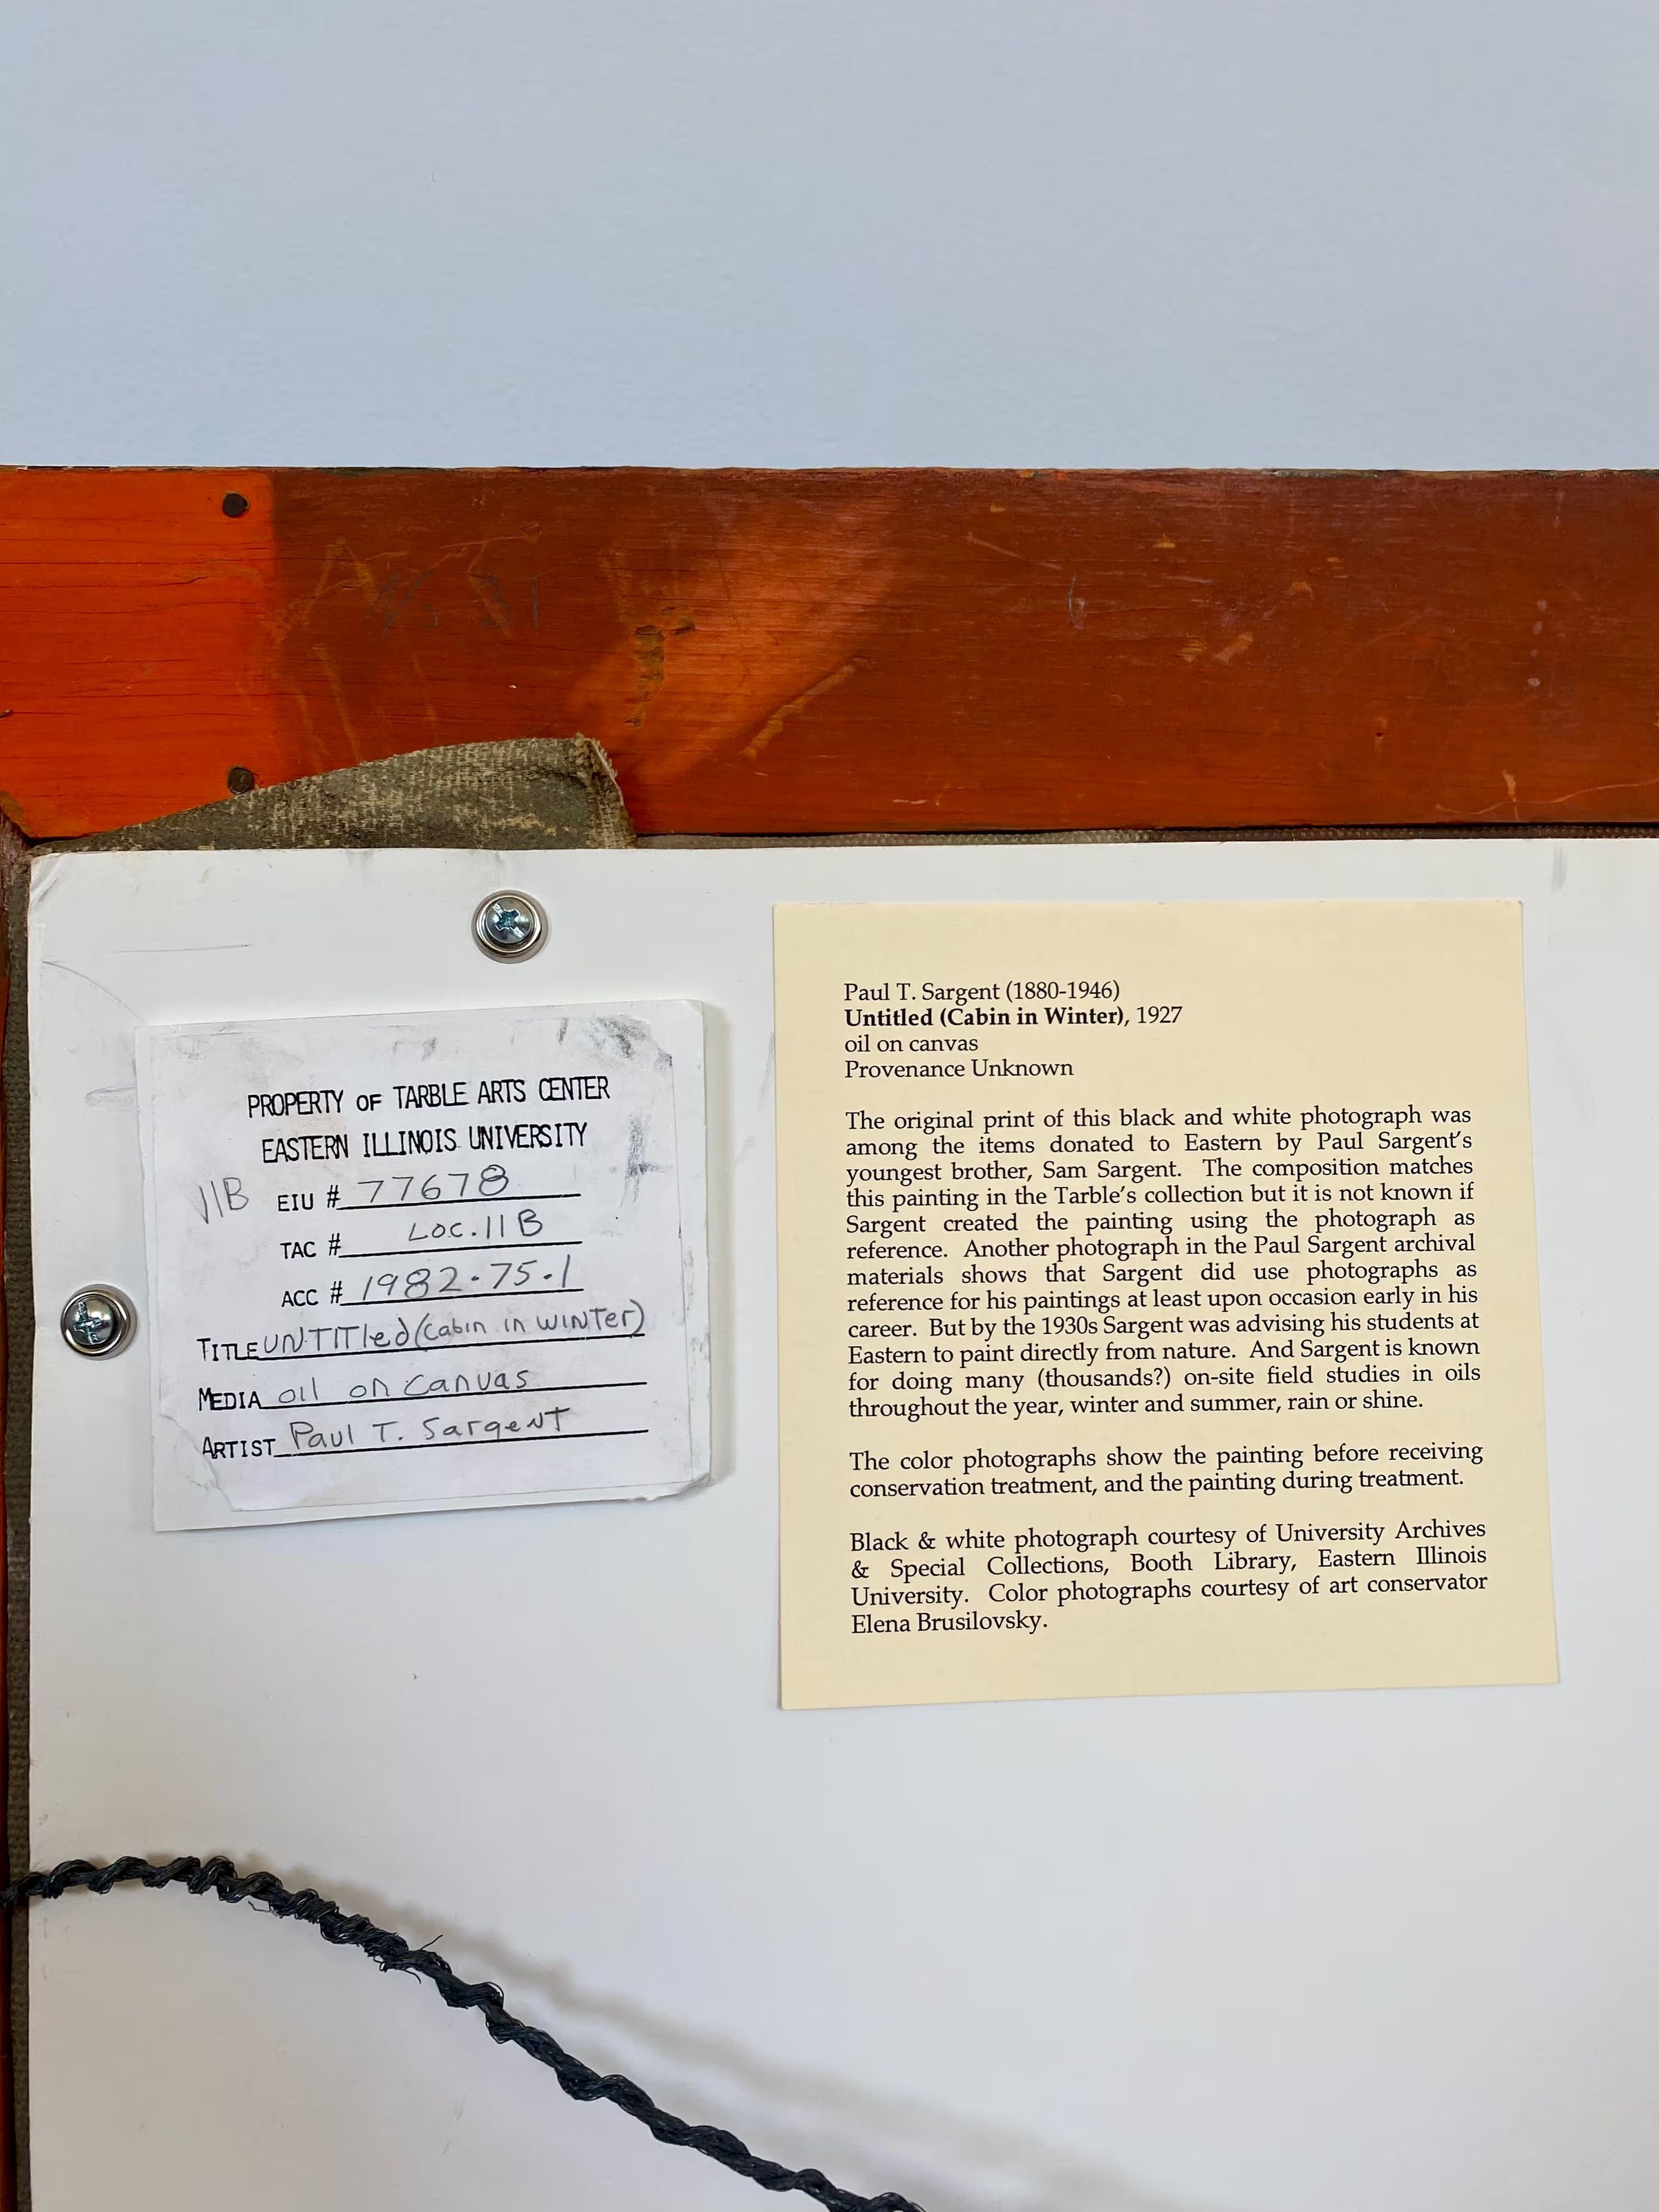 PROPERTY OF TARBLE ARTS CENTER
EASTERN ILLINOIS UNIVERSITY
11B EIU # 77678
TAC # Loc. 11B
ACC # 1982.75.1
TITLE UNTITled (Cabin in WINTer)
MEDIA oil on canvas
ARTIST Paul T. SargeNT
Paul T. Sargent (1880-1946)
Untitled (Cabin in Winter), 1927
oil on canvas
Provenance Unknown
The original print of this black and white photograph was
among the items donated to Eastern by Paul Sargent's
youngest brother, Sam Sargent. The composition matches
this painting in the Tarble's collection but it is not known if
Sargent created the painting using the photograph as
reference. Another photograph in the Paul Sargent archival
materials shows that Sargent did use photographs as
reference for his paintings at least upon occasion early in his
career. But by the 1930s Sargent was advising his students at
Eastern to paint directly from nature. And Sargent is known
for doing many (thousands?) on-site field studies in oils
throughout the year, winter and summer, rain or shine.
The color photographs show the painting before receiving
conservation treatment, and the painting during treatment.
Black & white photograph courtesy of University Archives
& Special Collections, Booth Library, Eastern Illinois
University. Color photographs courtesy of art conservator
Elena Brusilovsky.